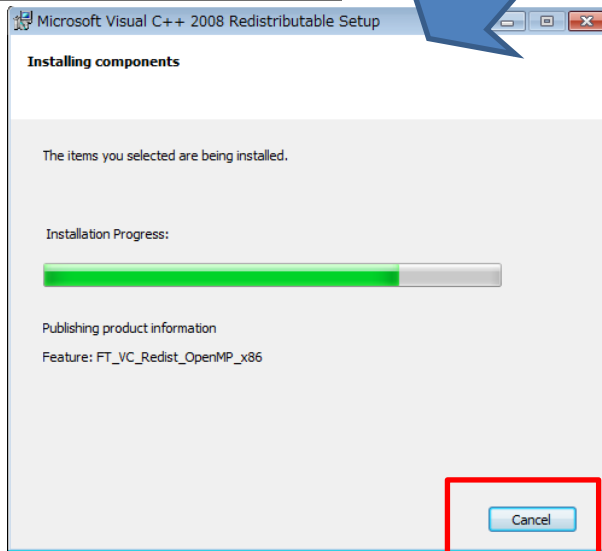 Microsoft Visual C++ 2008 Redistributable Setup
Installing components
The items you selected are being installed.
Installation Progress:
Publishing product information
Feature: FT_VC_Redist_OpenMP_x86
Cancel